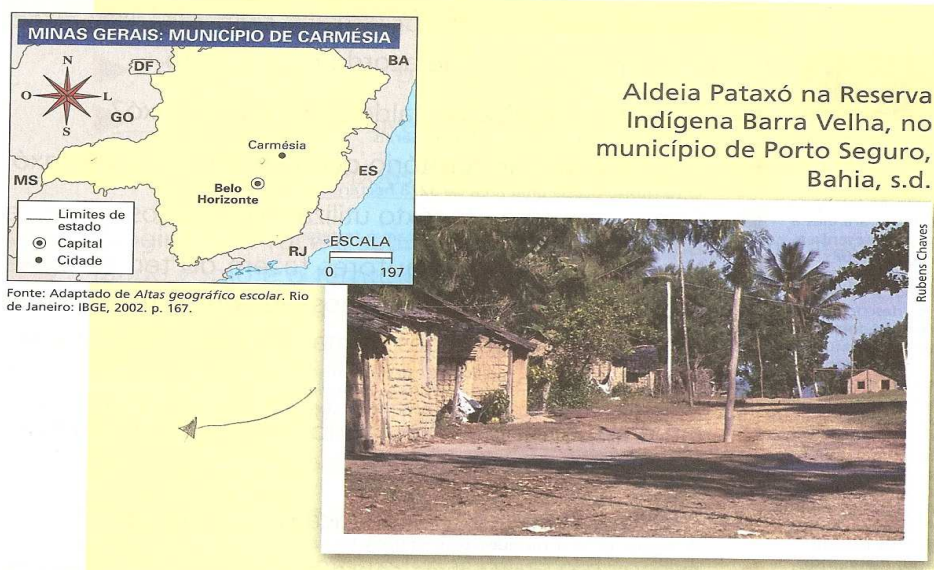 MINAS GERAIS: MUNICÍPIO DE CARMÉSIA
N
DF
BA
O
L
GO
S
Carmésia
MS
ES
Belo
Horizonte
Limites de
estado
Capital
Cidade
RJ
ESCALA
0 197
Fonte: Adaptado de Altas geográfico escolar. Rio
de Janeiro: IBGE, 2002. p. 167.
Aldeia Pataxó na Reserva
Indígena Barra Velha, no
município de Porto Seguro,
Bahia, s.d.
Rubens Chaves